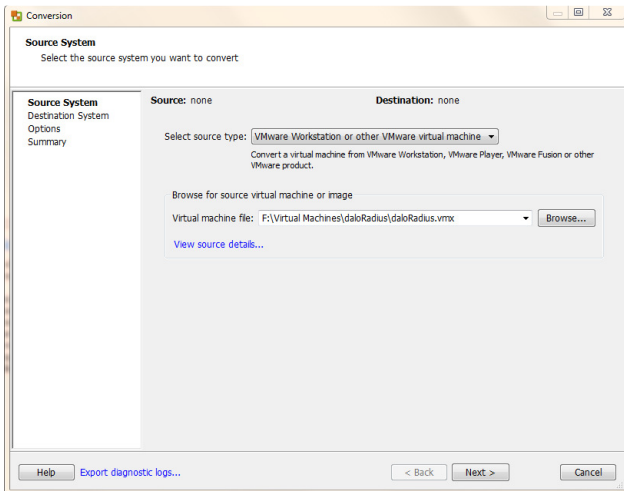 Conversion
Source System
Select the source system you want to convert
Source System
Destination System
Options
Summary
Source: none
Destination: none
Select source type: VMware Workstation or other VMware virtual machine
Convert a virtual machine from VMware Workstation, VMware Player, VMware Fusion or other
VMware product.
Browse for source virtual machine or image
Virtual machine file: F:\Virtual Machines\daloRadius\daloRadius.vmx Browse...
View source details...
Help Export diagnostic logs... < Back Next > Cancel